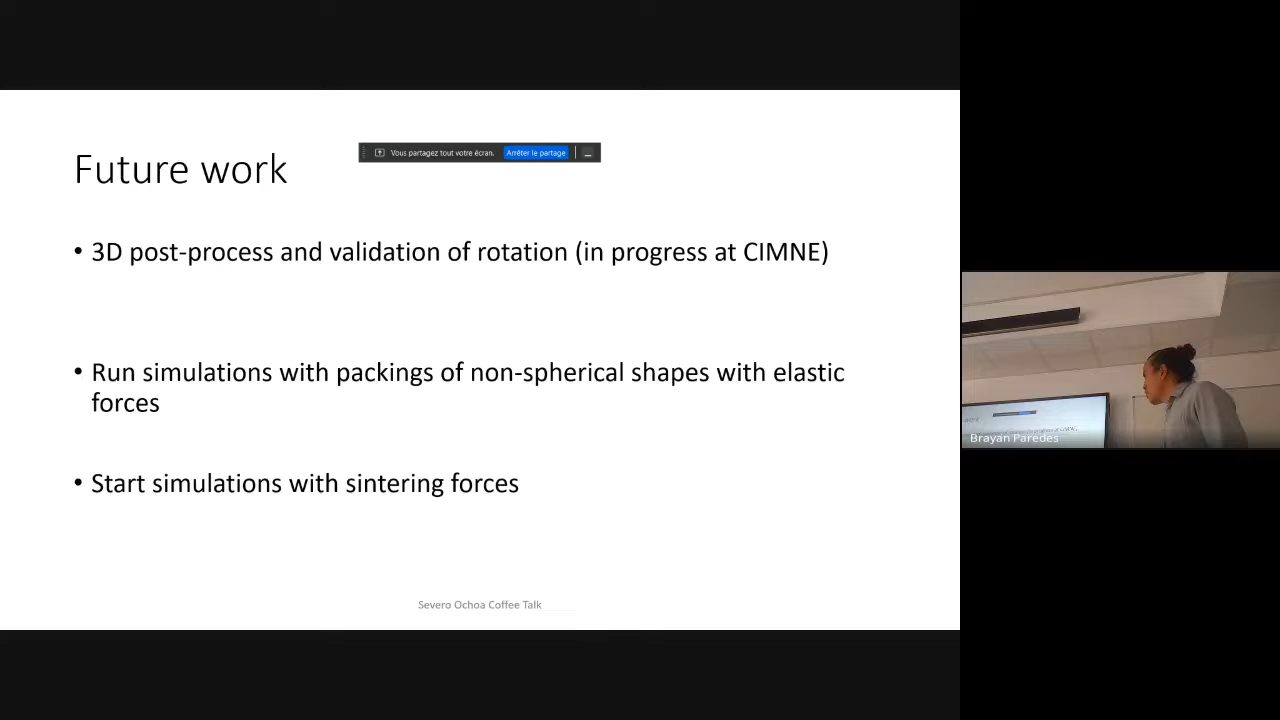 Future work
Vous partagez tout votre écran.
Arrêter le partage
• 3D post-process and validation of rotation (in progress at CIMNE)
• Run simulations with packings of non-spherical shapes with elastic
forces
• Start simulations with sintering forces
Severo Ochoa Coffee Talk
Brayan Paredes